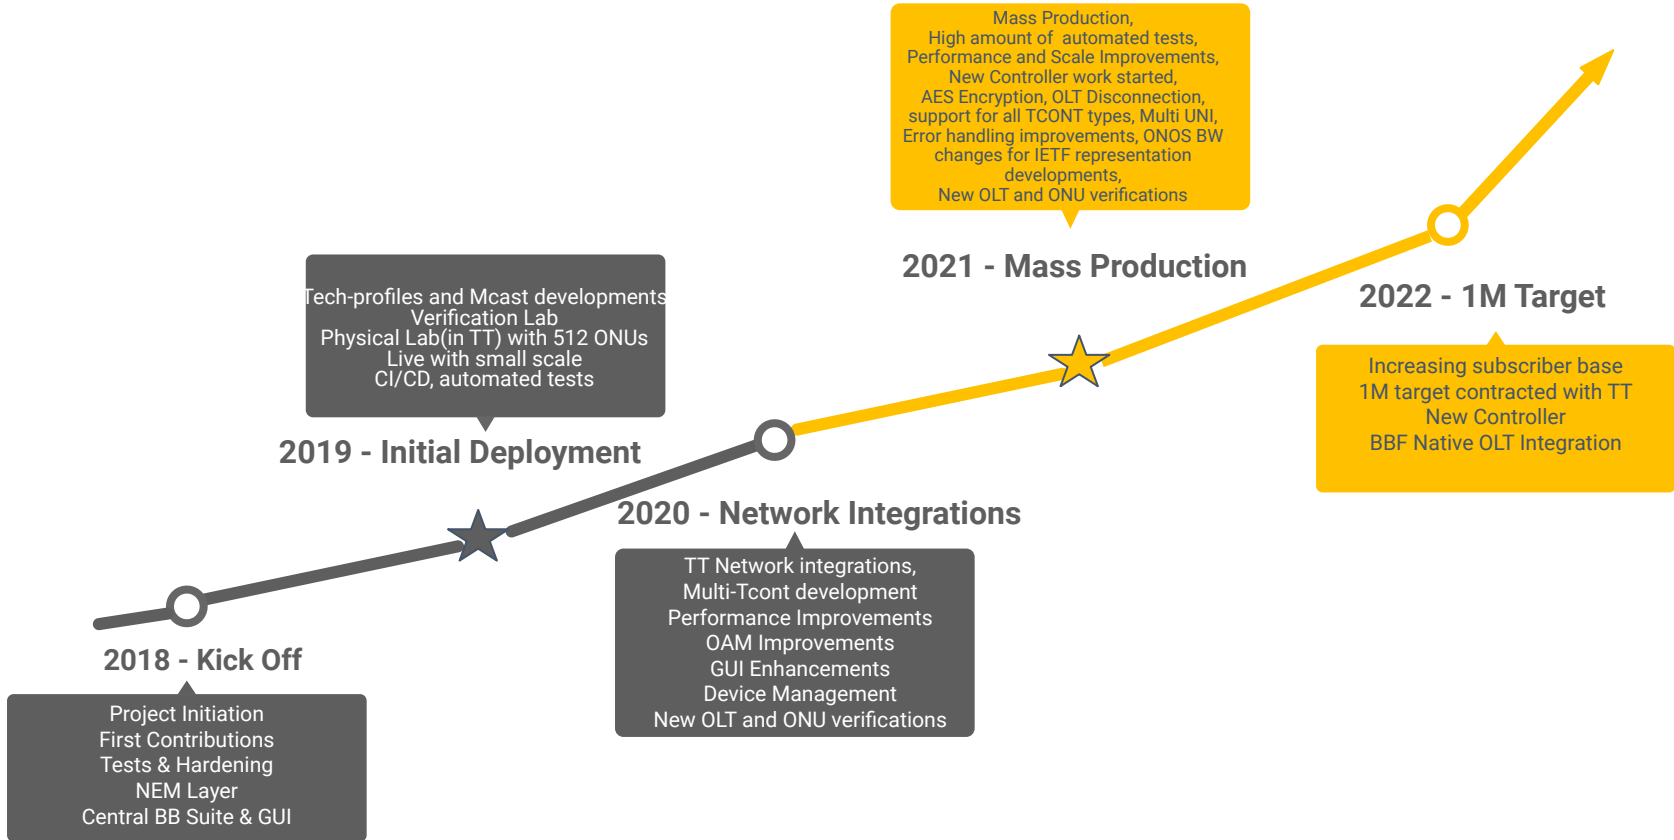 Mass Production,
High amount of automated tests,
Performance and Scale Improvements,
New Controller work started,
AES Encryption, OLT Disconnection,
support for all TCONT types, Multi UNI,
Error handling improvements, ONOS BW
changes for IETF representation
developments,
New OLT and ONU verifications
2021 - Mass Production
2022 - 1M Target
Increasing subscriber base
1M target contracted with TT
New Controller
BBF Native OLT Integration
Tech-profiles and Mcast developments
Verification Lab
Physical Lab(in TT) with 512 ONUs
Live with small scale
CI/CD, automated tests
2019 - Initial Deployment
2020 - Network Integrations
TT Network integrations,
Multi-Tcont development
Performance Improvements
OAM Improvements
GUI Enhancements
Device Management
New OLT and ONU verifications
2018 - Kick Off
Project Initiation
First Contributions
Tests & Hardening
NEM Layer
Central BB Suite & GUI